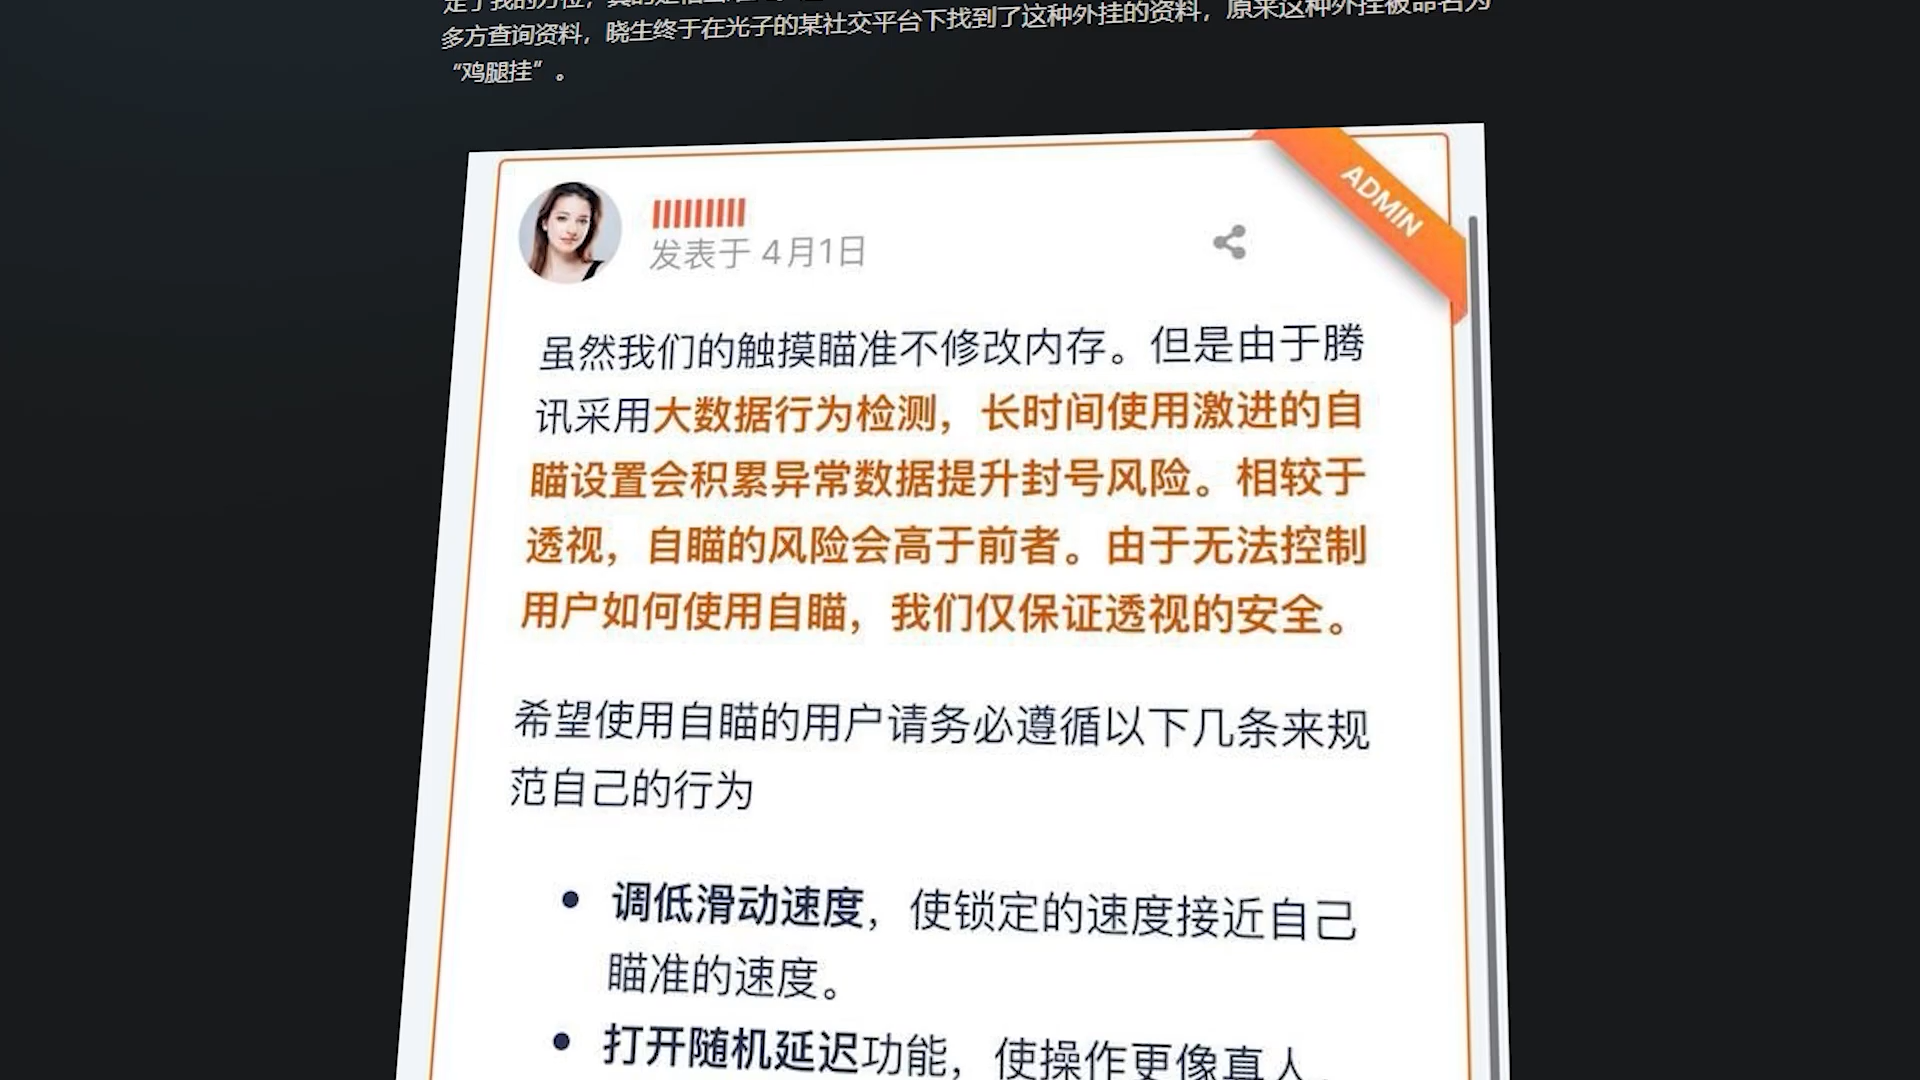 多方查询资料，晓生终于在光子的某社交平台下找到了这种外挂的资料，原来这种外挂被命名为
“鸡腿挂”。
ADMIN
发表于 4月1日
虽然我们的触摸瞄准不修改内存。但是由于腾
讯采用大数据行为检测，长时间使用激进的自
瞄设置会积累异常数据提升封号风险。相较于
透视，自瞄的风险会高于前者。由于无法控制
用户如何使用自瞄，我们仅保证透视的安全。
希望使用自瞄的用户请务必遵循以下几条来规
范自己的行为
• 调低滑动速度，使锁定的速度接近自己
瞄准的速度。
• 打开随机延迟功能，使操作更像真人。